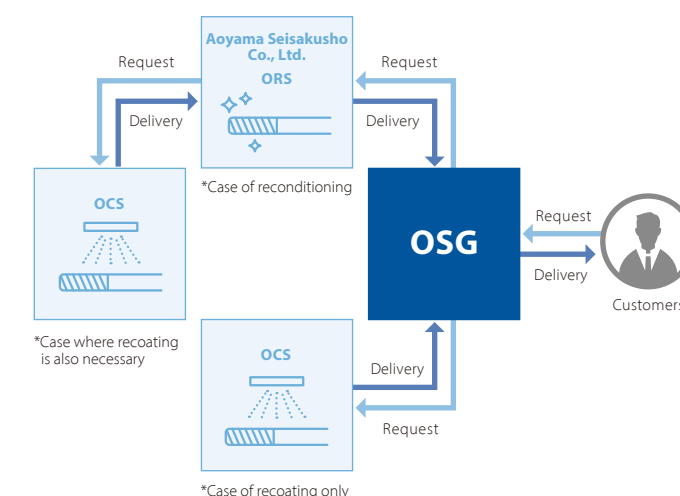 Aoyama Seisakusho
Co., Ltd.
ORS
Request
Request
Delivery
Delivery
*Case of reconditioning
OCS
OSG
Request
Delivery
Customers
*Case where recoating
is also necessary
OCS
Delivery
Request
*Case of recoating only